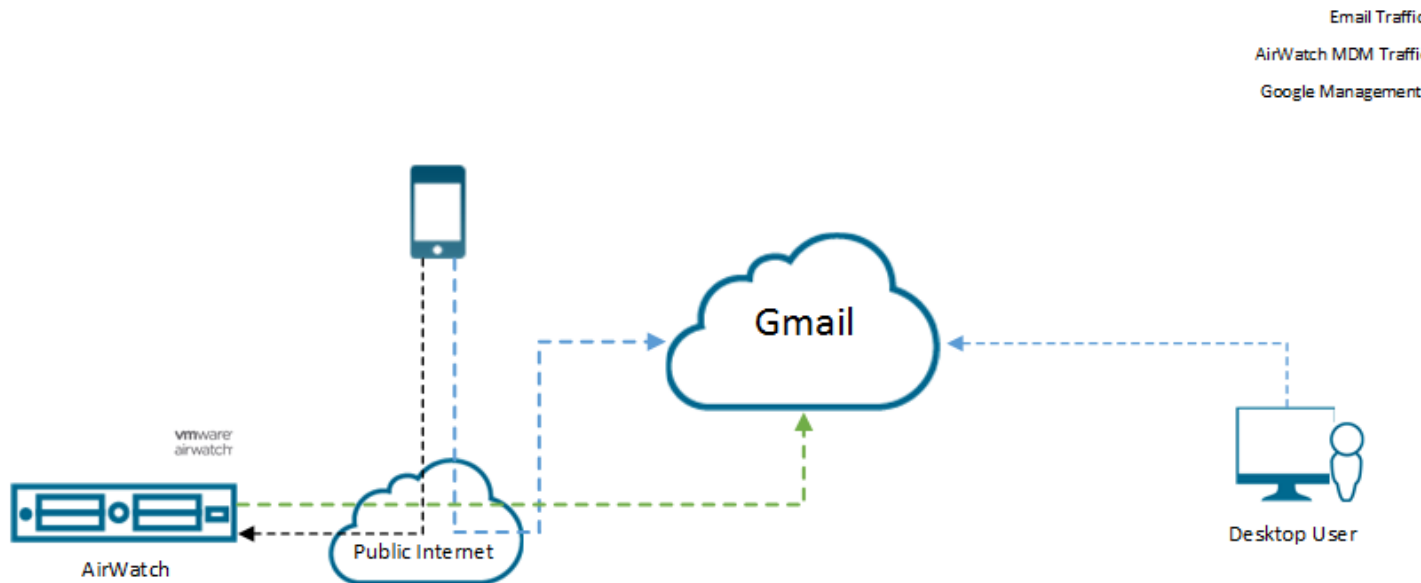 Email Traffic
AirWatch MDM Traffic
Google Management
Gmail
vmware
airwatch
Public Internet
AirWatch
Desktop User